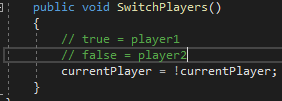 public void SwitchPlayers()
{
// true = player1
// false = player2
currentPlayer = !currentPlayer;
}